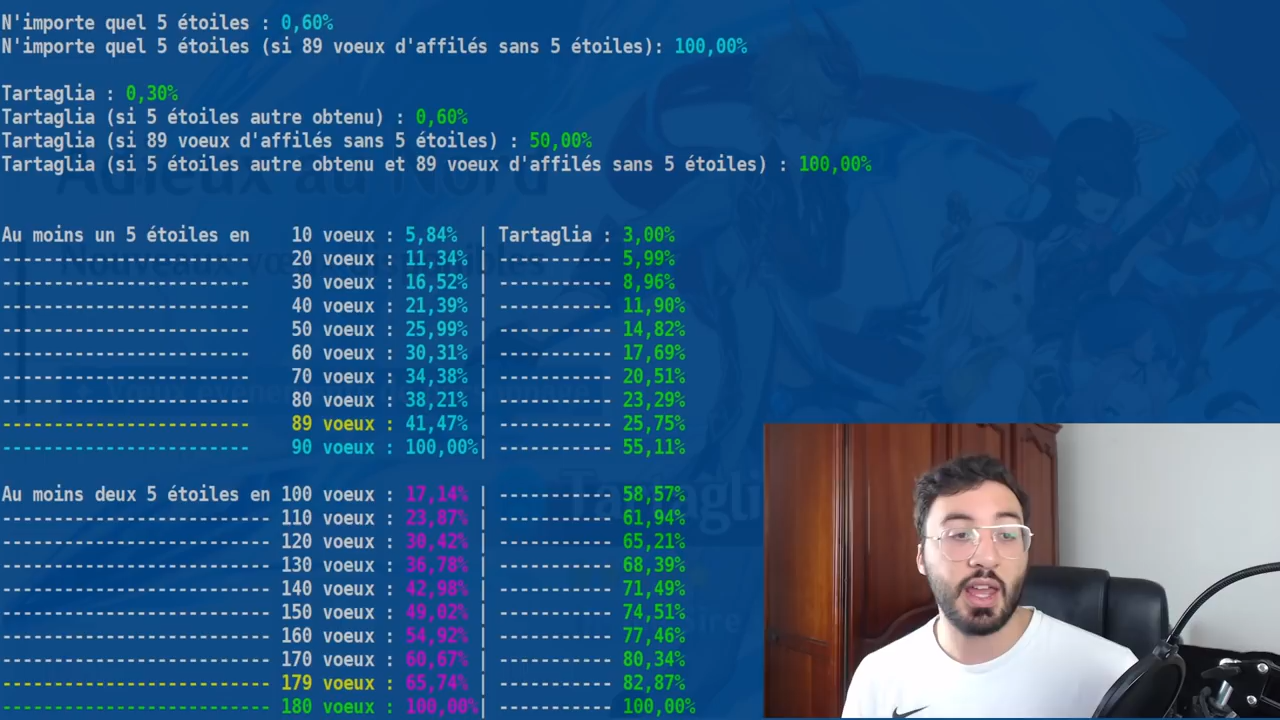 N'importe quel 5 étoiles : 0,60%
N'importe quel 5 étoiles (si 89 voeux d'affilés sans 5 étoiles): 100,00%
Tartaglia : 0,30%
Tartaglia (si 5 étoiles autre obtenu) : 0,60%
Tartaglia (si 89 voeux d'affilés sans 5 étoiles) : 50,00%
Tartaglia (si 5 étoiles autre obtenu et 89 voeux d'affilés sans 5 étoiles) : 100,00%
Adieux au Nord
Au moins un 5 étoiles en 10 voeux : 5,84% | Tartaglia : 3,00%
------------------------ 20 voeux : 11,34% | ----------- 5,99%
------------------------ 30 voeux : 16,52% | ----------- 8,96%
------------------------ 40 voeux : 21,39% | ----------- 11,90%
------------------------ 50 voeux : 25,99% | ----------- 14,82%
------------------------ 60 voeux : 30,31% | ----------- 17,69%
------------------------ 70 voeux : 34,38% | ----------- 20,51%
------------------------ 80 voeux : 38,21% | ----------- 23,29%
------------------------ 89 voeux : 41,47% | ----------- 25,75%
------------------------ 90 voeux : 100,00%| ----------- 55,11%
Au moins deux 5 étoiles en 100 voeux : 17,14% | ----------- 58,57%
-------------------------- 110 voeux : 23,87% | ----------- 61,94%
-------------------------- 120 voeux : 30,42% | ----------- 65,21%
-------------------------- 130 voeux : 36,78% | ----------- 68,39%
-------------------------- 140 voeux : 42,98% | ----------- 71,49%
-------------------------- 150 voeux : 49,02% | ----------- 74,51%
-------------------------- 160 voeux : 54,92% | ----------- 77,46%
-------------------------- 170 voeux : 60,67% | ----------- 80,34%
-------------------------- 179 voeux : 65,74% | ----------- 82,87%
-------------------------- 180 voeux : 100,00%| ----------- 100,00%